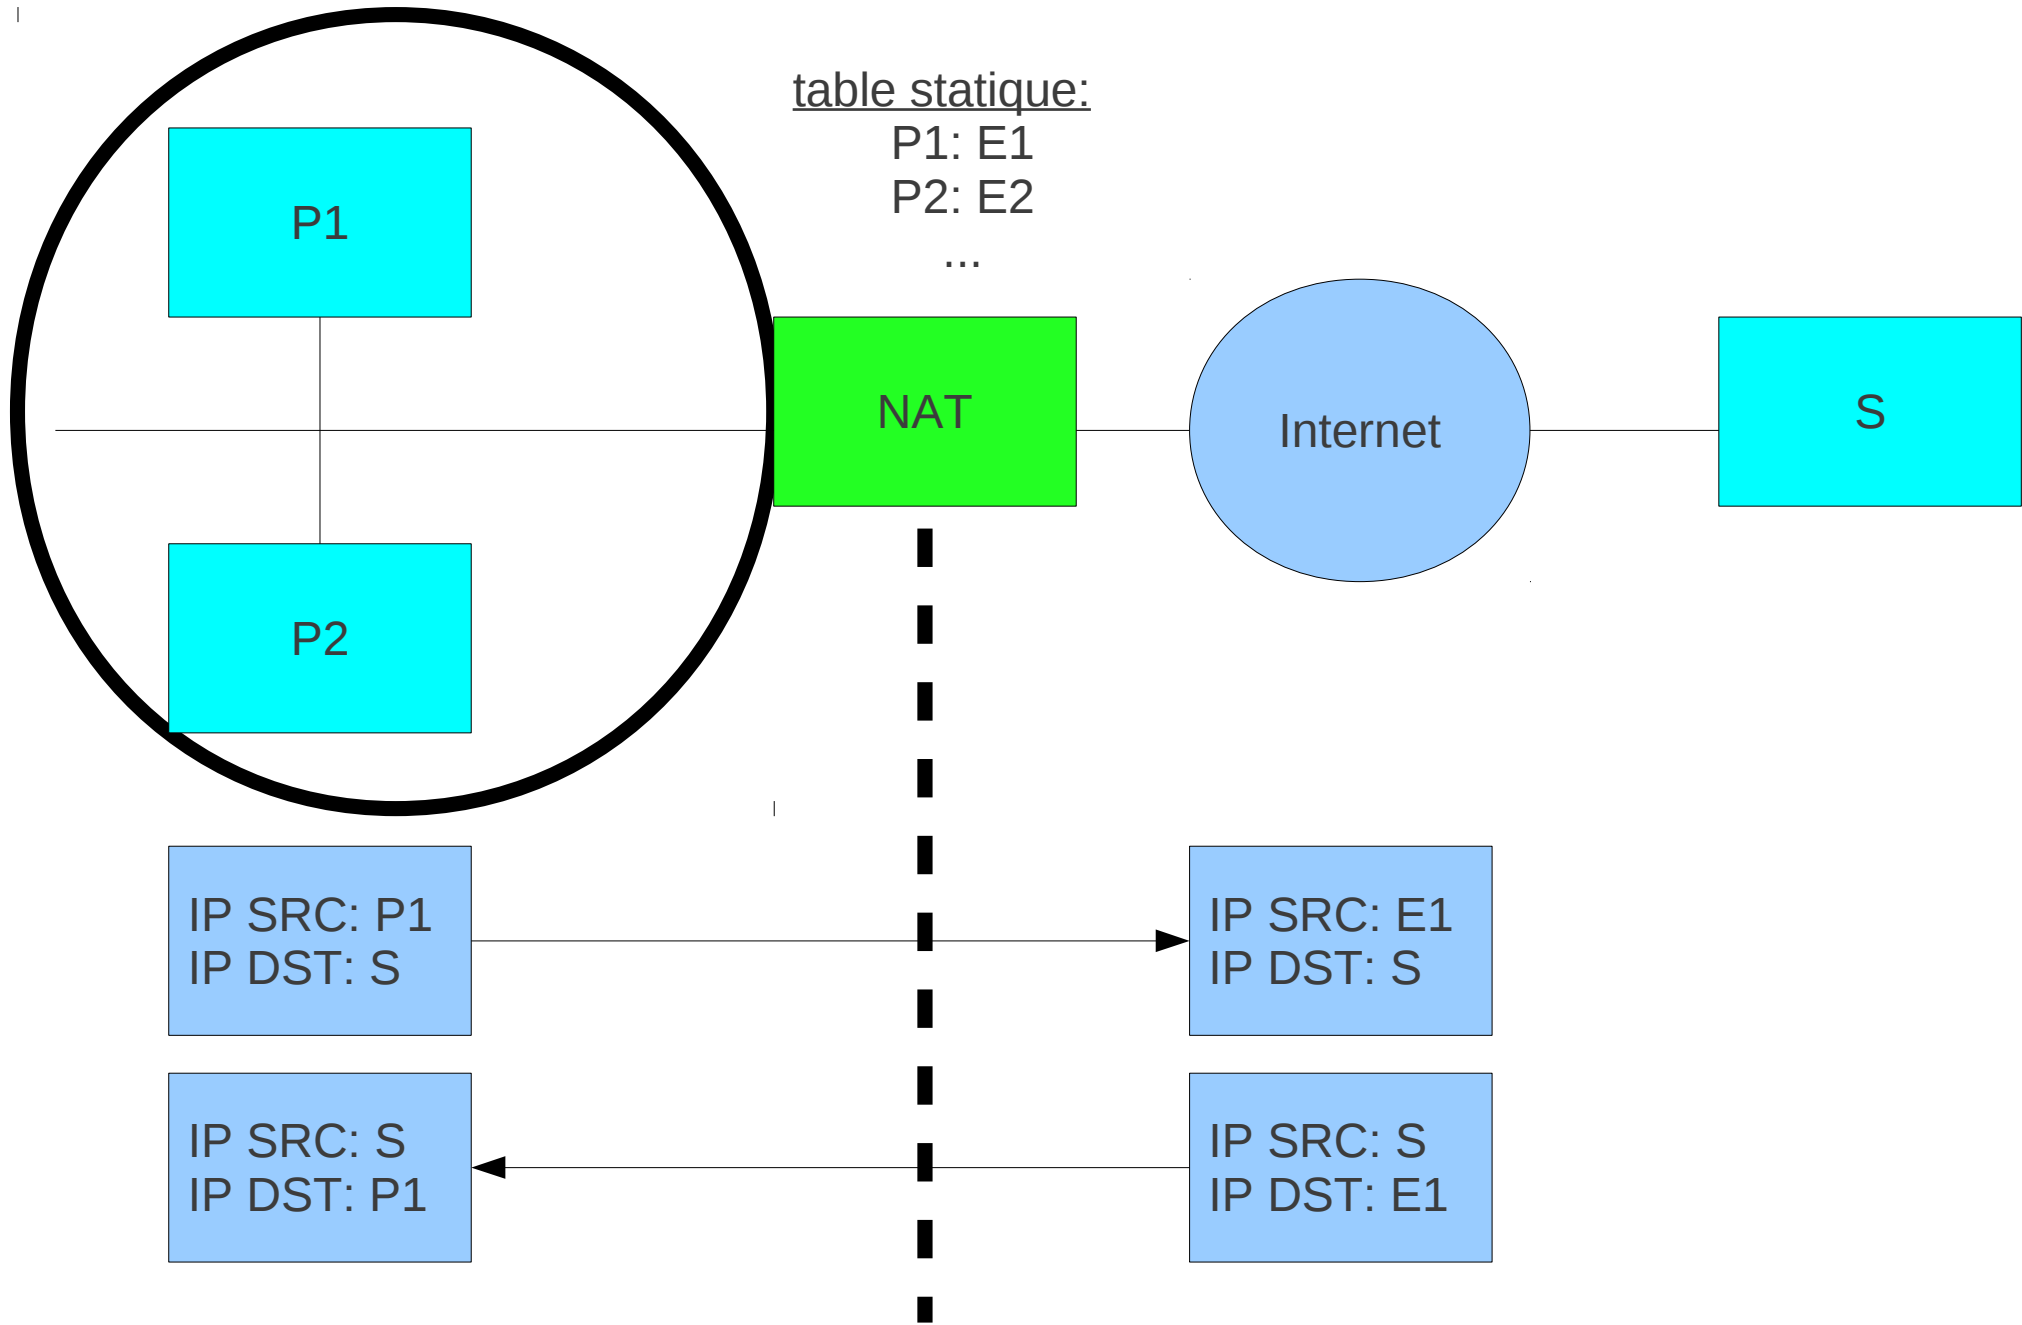 table statique:
P1: E1
P2: E2
...
P1
NAT
Internet
S
P2
IP SRC: P1
IP DST: S
IP SRC: E1
IP DST: S
IP SRC: S
IP DST: P1
IP SRC: S
IP DST: E1